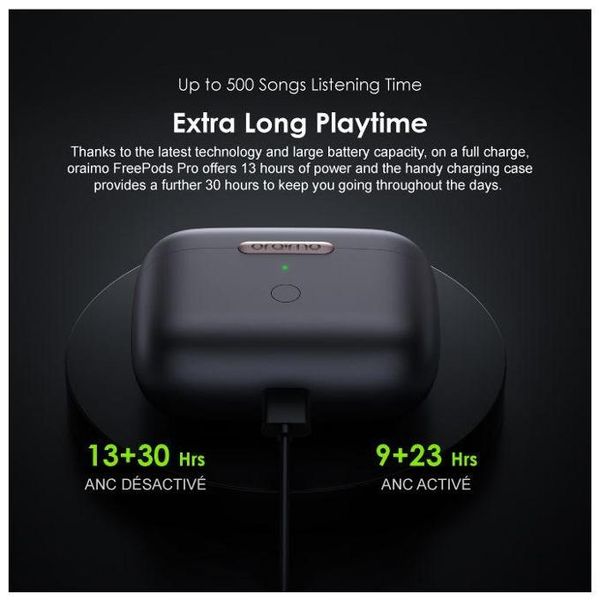 Up to 500 Songs Listening Time
Extra Long Playtime
Thanks to the latest technology and large battery capacity, on a full charge,
oraimo FreePods Pro offers 13 hours of power and the handy charging case
provides a further 30 hours to keep you going throughout the days.
oraimo
13+30 Hrs
ANC DÉSACTIVÉ
9+23 Hrs
ANC ACTIVÉ